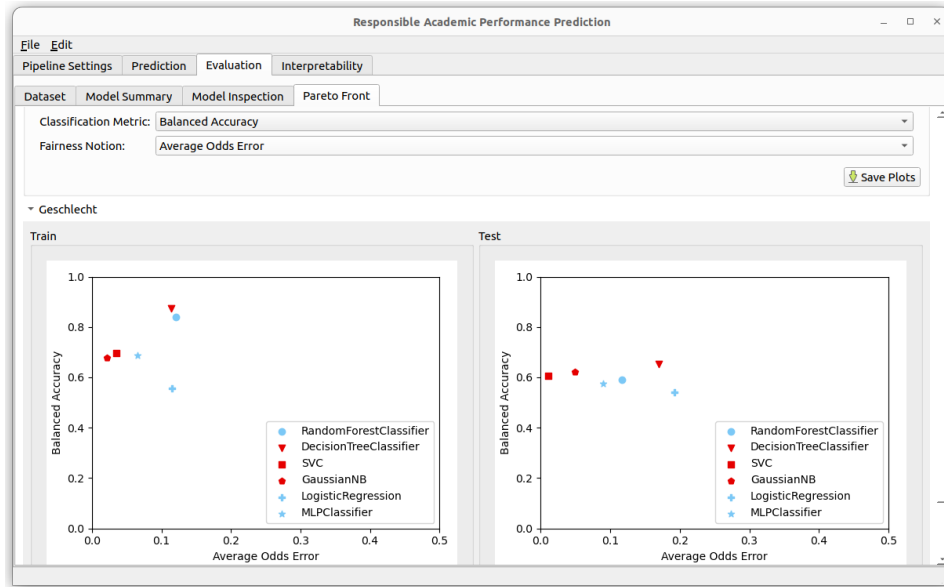 Responsible Academic Performance Prediction
File Edit
Pipeline Settings Prediction Evaluation Interpretability
Dataset Model Summary Model Inspection Pareto Front
Classification Metric: Balanced Accuracy
Fairness Notion: Average Odds Error
Save Plots
Geschlecht
Train
1.0
0.8
0.6
0.4
0.2
0.0
Balanced Accuracy
RandomForestClassifier
DecisionTreeClassifier
SVC
GaussianNB
LogisticRegression
MLPClassifier
0.0 0.1 0.2 0.3 0.4 0.5
Average Odds Error
Test
1.0
0.8
0.6
0.4
0.2
0.0
Balanced Accuracy
RandomForestClassifier
DecisionTreeClassifier
SVC
GaussianNB
LogisticRegression
MLPClassifier
0.0 0.1 0.2 0.3 0.4 0.5
Average Odds Error